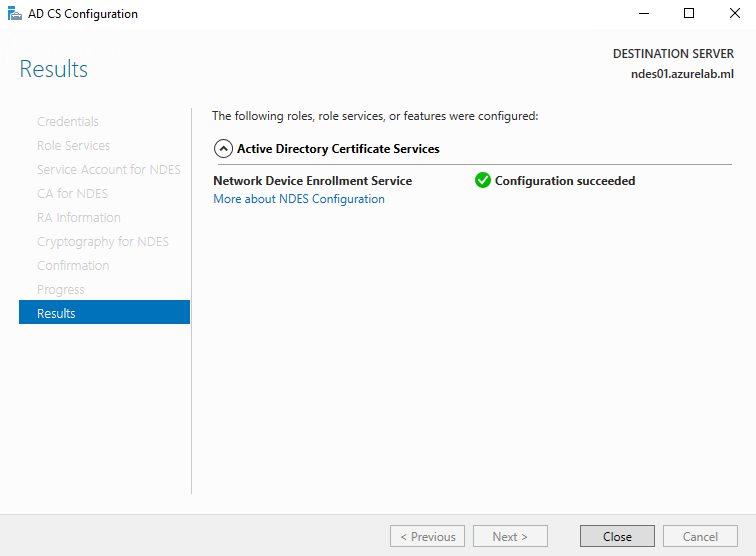 AD CS Configuration
Results
DESTINATION SERVER
ndes01.azurelab.ml
Credentials
Role Services
Service Account for NDES
CA for NDES
RA Information
Cryptography for NDES
Confirmation
Progress
Results
The following roles, role services, or features were configured:
Active Directory Certificate Services
Network Device Enrollment Service
Configuration succeeded
More about NDES Configuration
< Previous
Next >
Close
Cancel